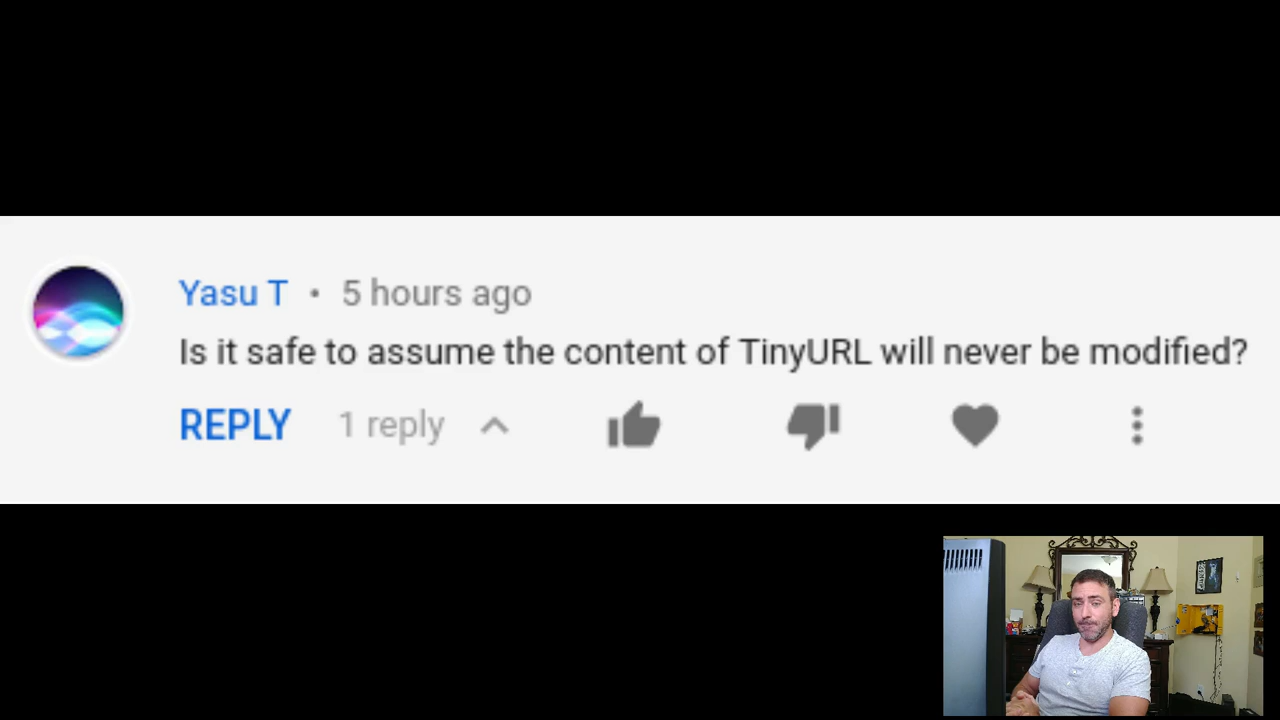 Yasu T • 5 hours ago
Is it safe to assume the content of TinyURL will never be modified?
REPLY 1 reply